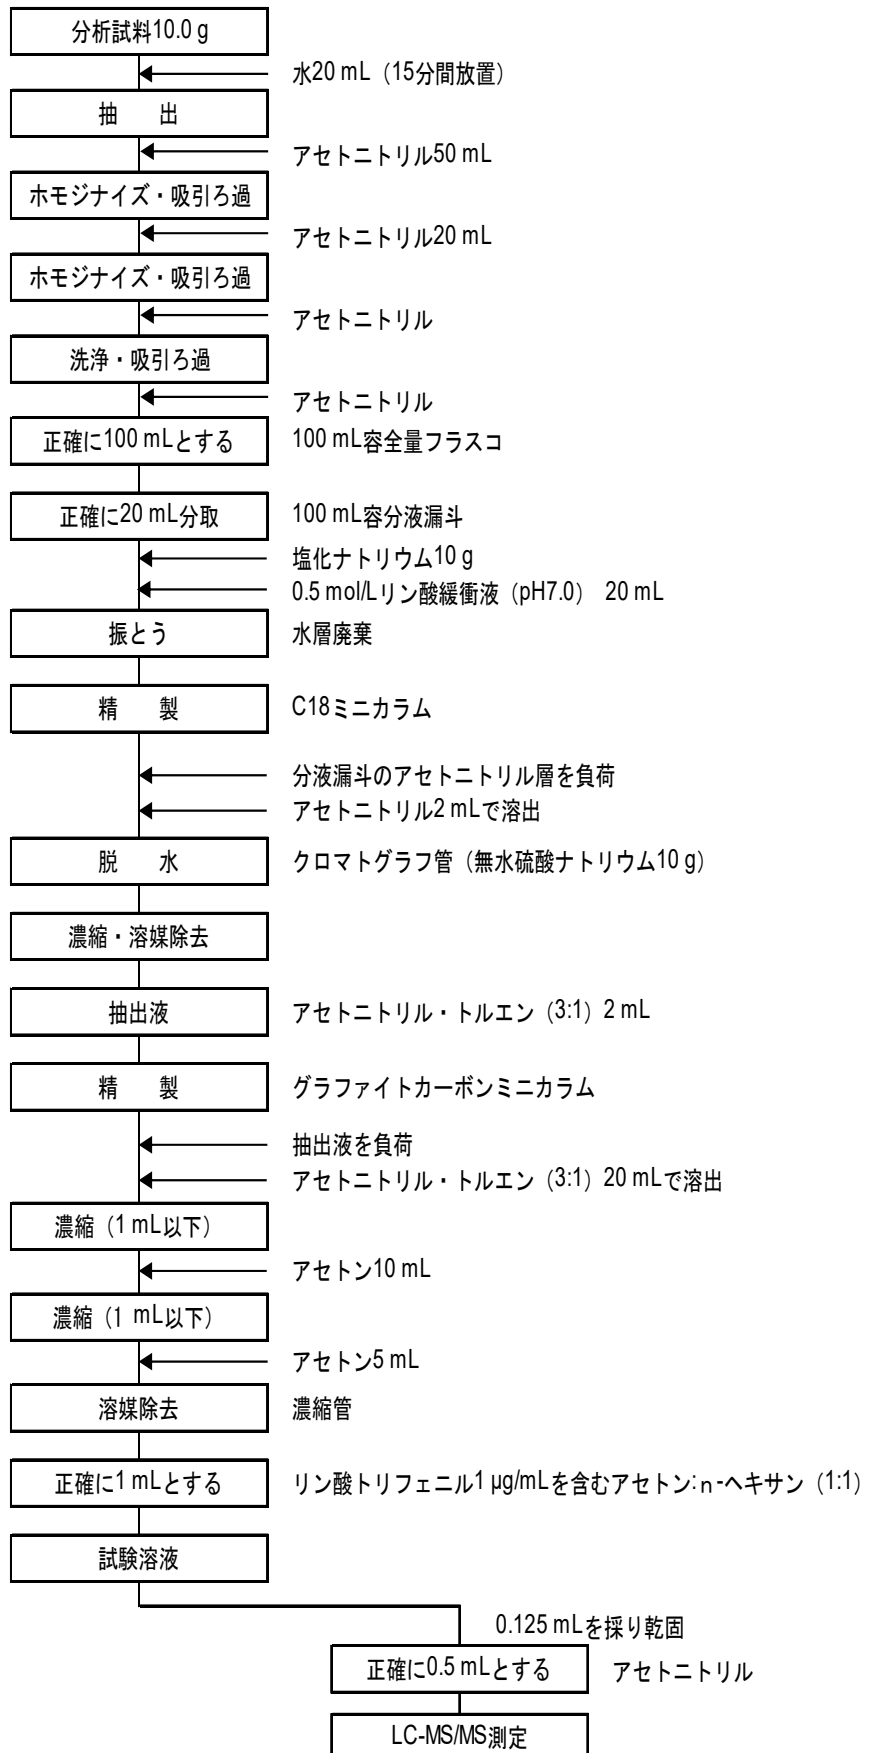 分析試料10.0 g
水20 mL（15分間放置）
抽　　出
アセトニトリル50 mL
ホモジナイズ・吸引ろ過
アセトニトリル20 mL
ホモジナイズ・吸引ろ過
アセトニトリル
洗浄・吸引ろ過
アセトニトリル
正確に100 mLとする　100 mL容全量フラスコ
正確に20 mL分取　100 mL容分液漏斗
塩化ナトリウム10 g
0.5 mol/Lリン酸緩衝液（pH7.0）　20 mL
振とう　水層廃棄
精　　製　C18ミニカラム
分液漏斗のアセトニトリル層を負荷
アセトニトリル2 mLで溶出
脱　　水　クロマトグラフ管（無水硫酸ナトリウム10 g）
濃縮・溶媒除去
抽出液　アセトニトリル・トルエン（3:1）2 mL
精　　製　グラファイトカーボンミニカラム
抽出液を負荷
アセトニトリル・トルエン（3:1）20 mLで溶出
濃縮（1 mL以下）
アセトン10 mL
濃縮（1 mL以下）
アセトン5 mL
溶媒除去　濃縮管
正確に1 mLとする　リン酸トリフェニル1 µg/mLを含むアセトン:ｎ-ヘキサン（1:1）
試験溶液
0.125 mLを採り乾固
正確に0.5 mLとする　アセトニトリル
LC-MS/MS測定